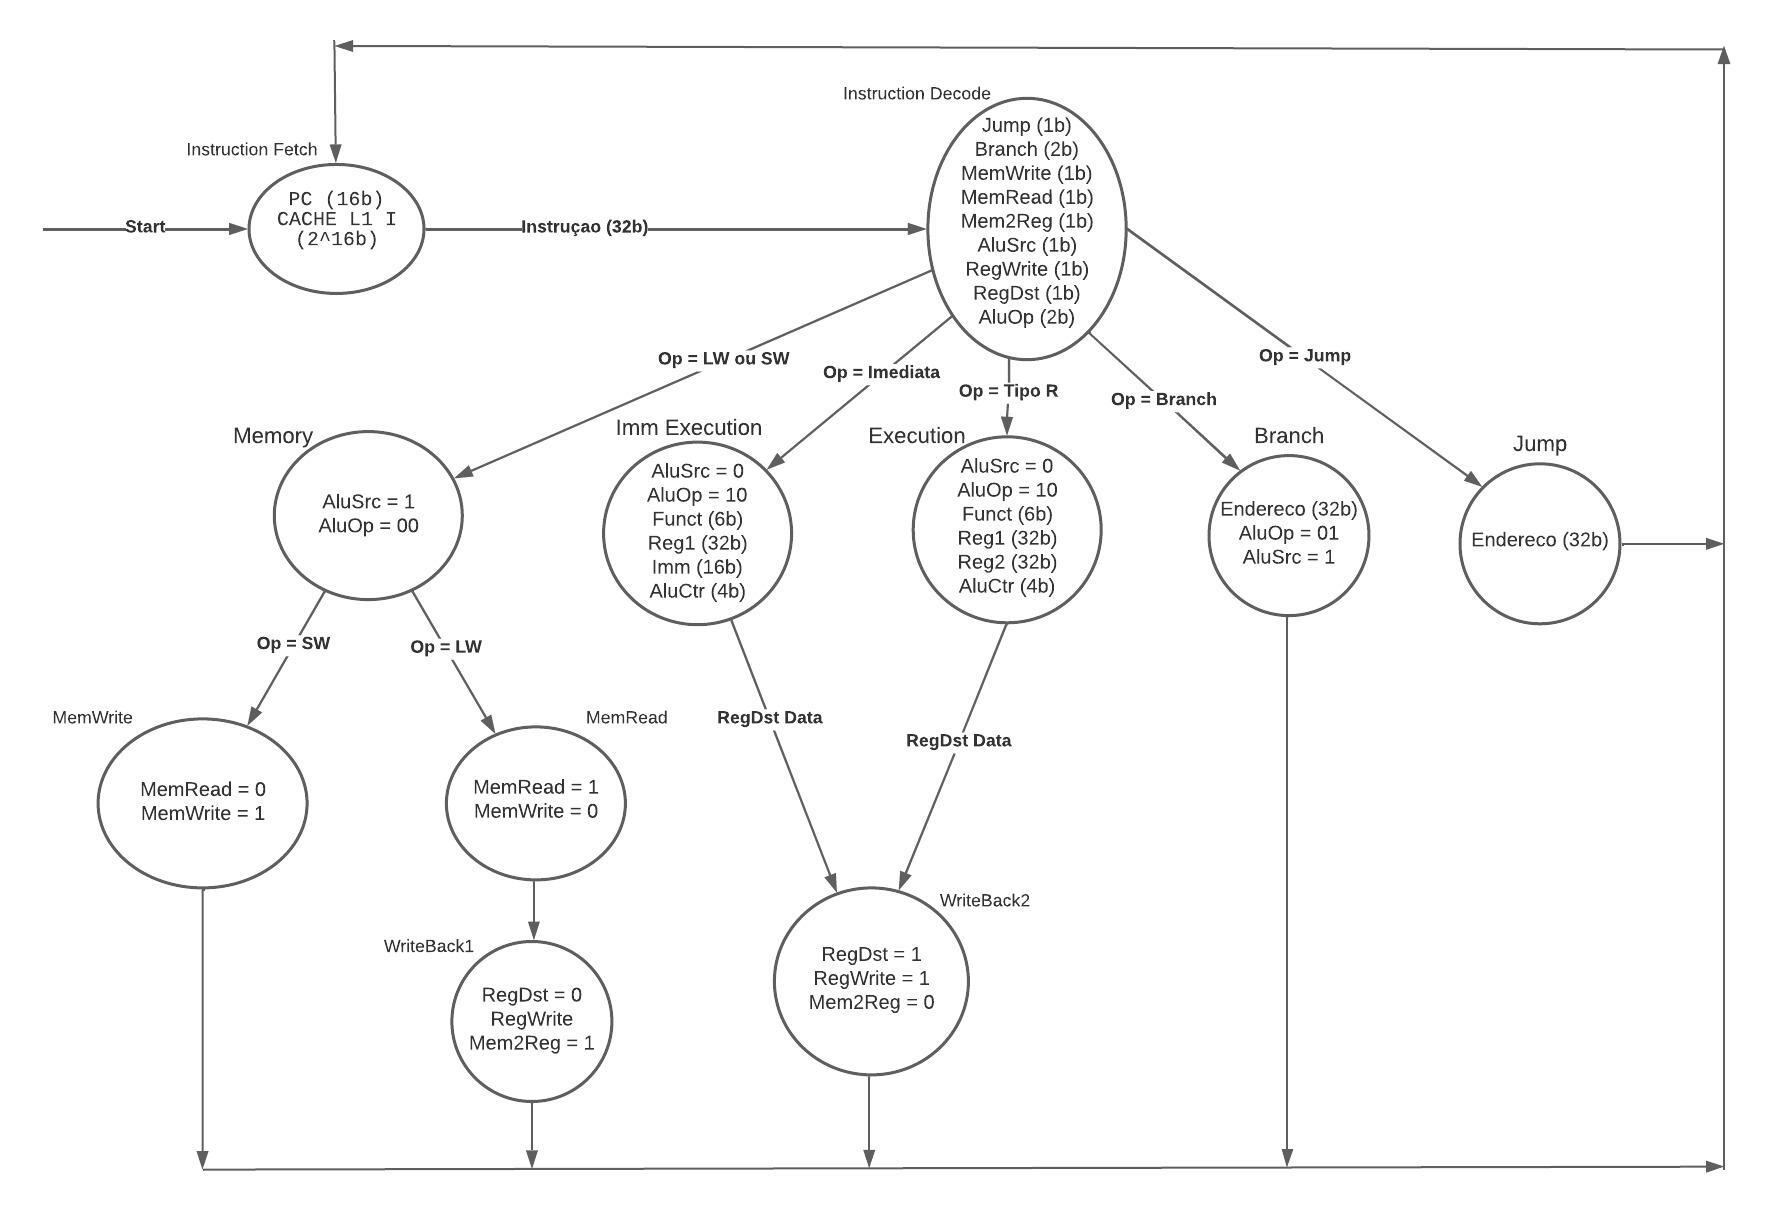 Instruction Decode
Jump (1b)
Branch (2b)
MemWrite (1b)
MemRead (1b)
Mem2Reg (1b)
AluSrc (1b)
RegWrite (1b)
RegDst (1b)
AluOp (2b)
Instruction Fetch
PC (16b)
CACHE L1 I
(2^16b)
Start
Instruçao (32b)
Op = LW ou SW
Op = Imediata
Op = Tipo R
Op = Branch
Op = Jump
Memory
AluSrc = 1
AluOp = 00
Imm Execution
AluSrc = 0
AluOp = 10
Funct (6b)
Reg1 (32b)
Imm (16b)
AluCtr (4b)
Execution
AluSrc = 0
AluOp = 10
Funct (6b)
Reg1 (32b)
Reg2 (32b)
AluCtr (4b)
Branch
Endereco (32b)
AluOp = 01
AluSrc = 1
Jump
Endereco (32b)
Op = SW
Op = LW
MemWrite
MemRead = 0
MemWrite = 1
MemRead
MemRead = 1
MemWrite = 0
RegDst Data
RegDst Data
WriteBack1
RegDst = 0
RegWrite
Mem2Reg = 1
WriteBack2
RegDst = 1
RegWrite = 1
Mem2Reg = 0